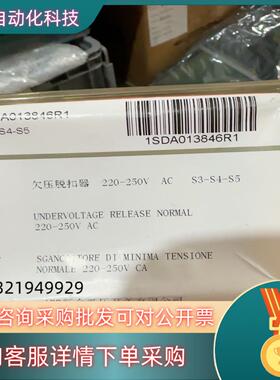 自动化科技
DA013846R1
S4-S5
1SDA013846R1
欠压脱扣器 220-250V AC S3-S4-S5
UNDERVOLTAGE RELEASE NORMAL
220-250V AC
SGANCIATORE DI MINIMA TENSIONE
NORMALE 220-250V CA
321949929
咨询采购批发可对公开票
客服详情下单采购